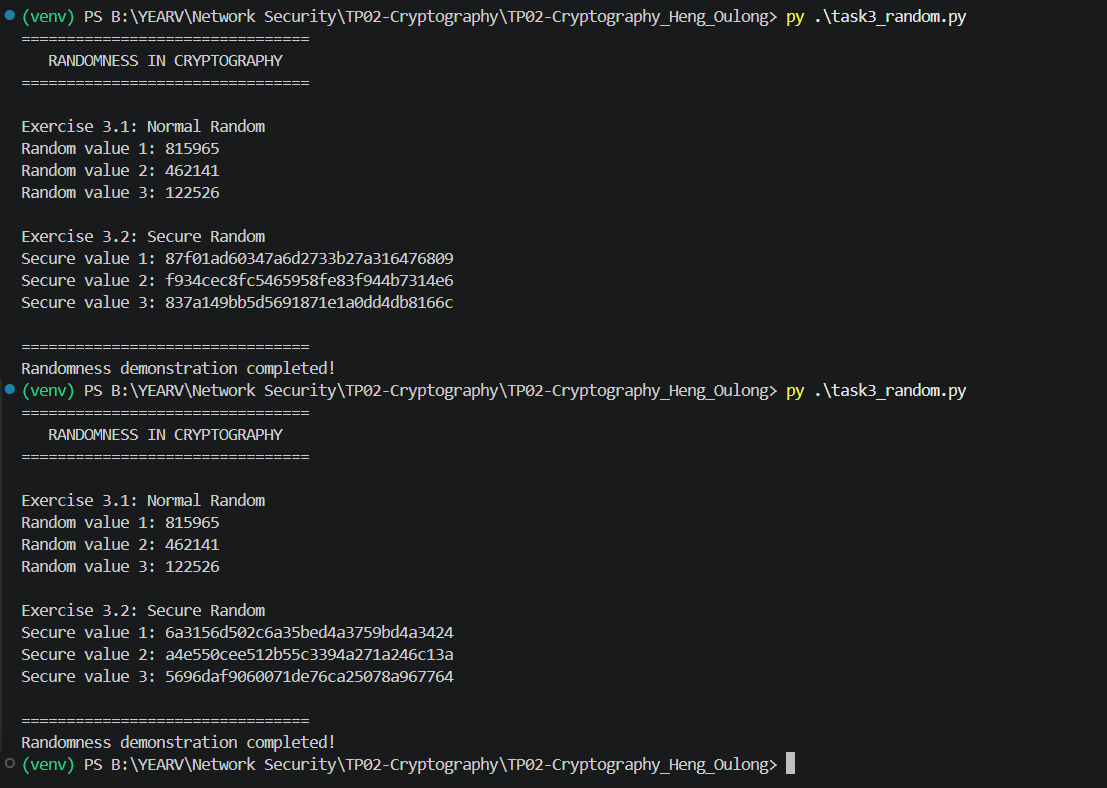 (venv) PS B:\YEARV\Network Security\TP02-Cryptography\TP02-Cryptography_Heng_Oulong> py .\task3_random.py
================================
   RANDOMNESS IN CRYPTOGRAPHY
================================

Exercise 3.1: Normal Random
Random value 1: 815965
Random value 2: 462141
Random value 3: 122526

Exercise 3.2: Secure Random
Secure value 1: 87f01ad60347a6d2733b27a316476809
Secure value 2: f934cec8fc5465958fe83f944b7314e6
Secure value 3: 837a149bb5d5691871e1a0dd4db8166c

================================
Randomness demonstration completed!
(venv) PS B:\YEARV\Network Security\TP02-Cryptography\TP02-Cryptography_Heng_Oulong> py .\task3_random.py
================================
   RANDOMNESS IN CRYPTOGRAPHY
================================

Exercise 3.1: Normal Random
Random value 1: 815965
Random value 2: 462141
Random value 3: 122526

Exercise 3.2: Secure Random
Secure value 1: 6a3156d502c6a35bed4a3759bd4a3424
Secure value 2: a4e550cee512b55c3394a271a246c13a
Secure value 3: 5696daf9060071de76ca25078a967764

================================
Randomness demonstration completed!
(venv) PS B:\YEARV\Network Security\TP02-Cryptography\TP02-Cryptography_Heng_Oulong>